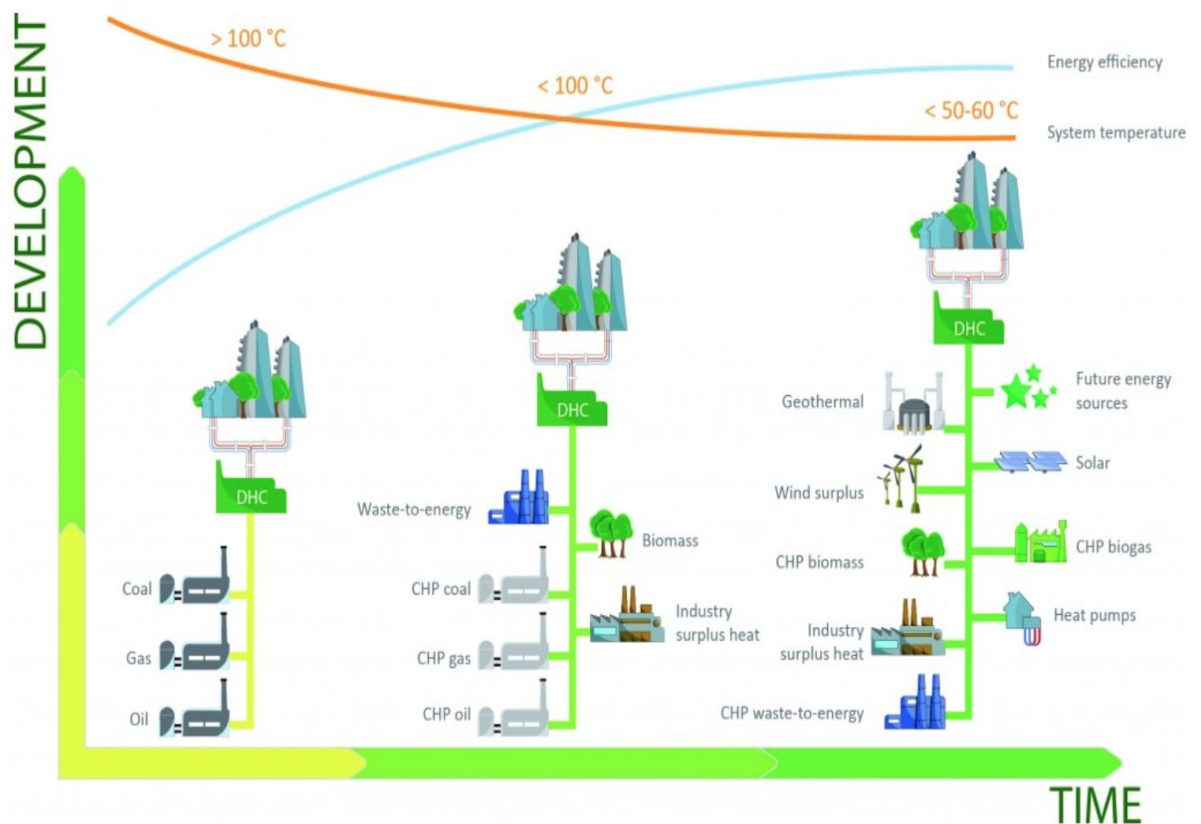 DEVELOPMENT
> 100 °C
< 100 °C
< 50-60 °C
Energy efficiency
System temperature
DHC
Coal
Gas
Oil
DHC
Waste-to-energy
Biomass
CHP coal
Industry
surplus heat
CHP gas
CHP oil
DHC
Geothermal
Future energy
sources
Solar
Wind surplus
CHP biogas
CHP biomass
Heat pumps
Industry
surplus heat
CHP waste-to-energy
TIME